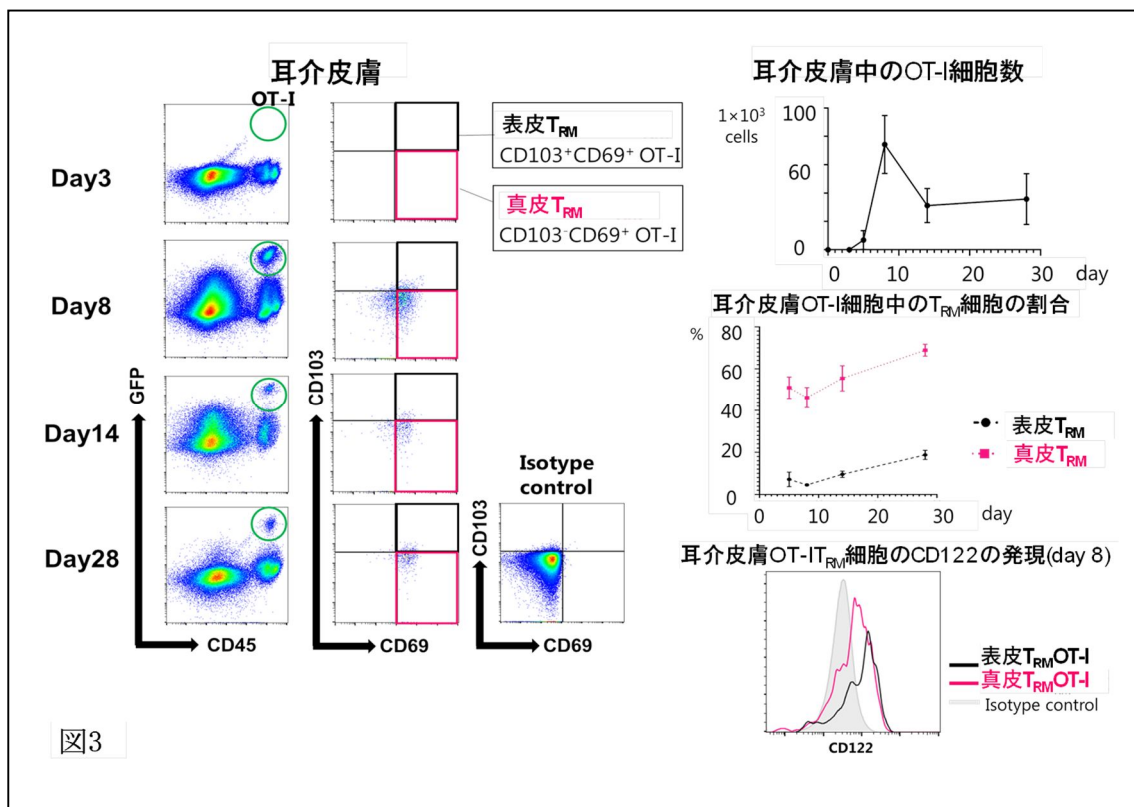 耳介皮膚
OT-I
Day3
Day8
Day14
Day28
GFP
CD45
CD103
CD69
表皮TRM
CD103⁺CD69⁺ OT-I
真皮TRM
CD103⁻CD69⁺ OT-I
Isotype
control
CD103
CD69
耳介皮膚中のOT-I細胞数
1×10³
cells
100
60
0
0 10 20 30 day
耳介皮膚OT-I細胞中のTRM細胞の割合
%
80
60
40
20
0
0 10 20 30 day
表皮TRM
真皮TRM
耳介皮膚OT-ITRM細胞のCD122の発現(day 8)
表皮TRMOT-I
真皮TRMOT-I
Isotype control
CD122
図3